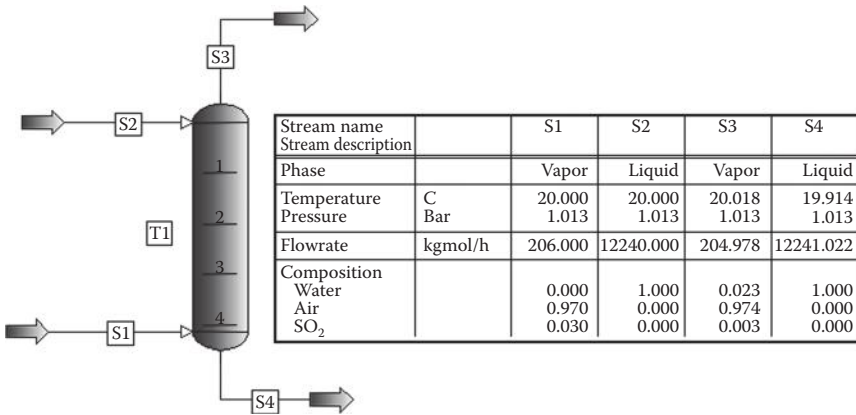 S3
S2
1
2
T1
3
4
S1
S4
Stream name S1 S2 S3 S4
Stream description
Phase Vapor Liquid Vapor Liquid
Temperature C 20.000 20.000 20.018 19.914
Pressure Bar 1.013 1.013 1.013 1.013
Flowrate kgmol/h 206.000 12240.000 204.978 12241.022
Composition
Water 0.000 1.000 0.023 1.000
Air 0.970 0.000 0.974 0.000
SO₂ 0.030 0.000 0.003 0.000